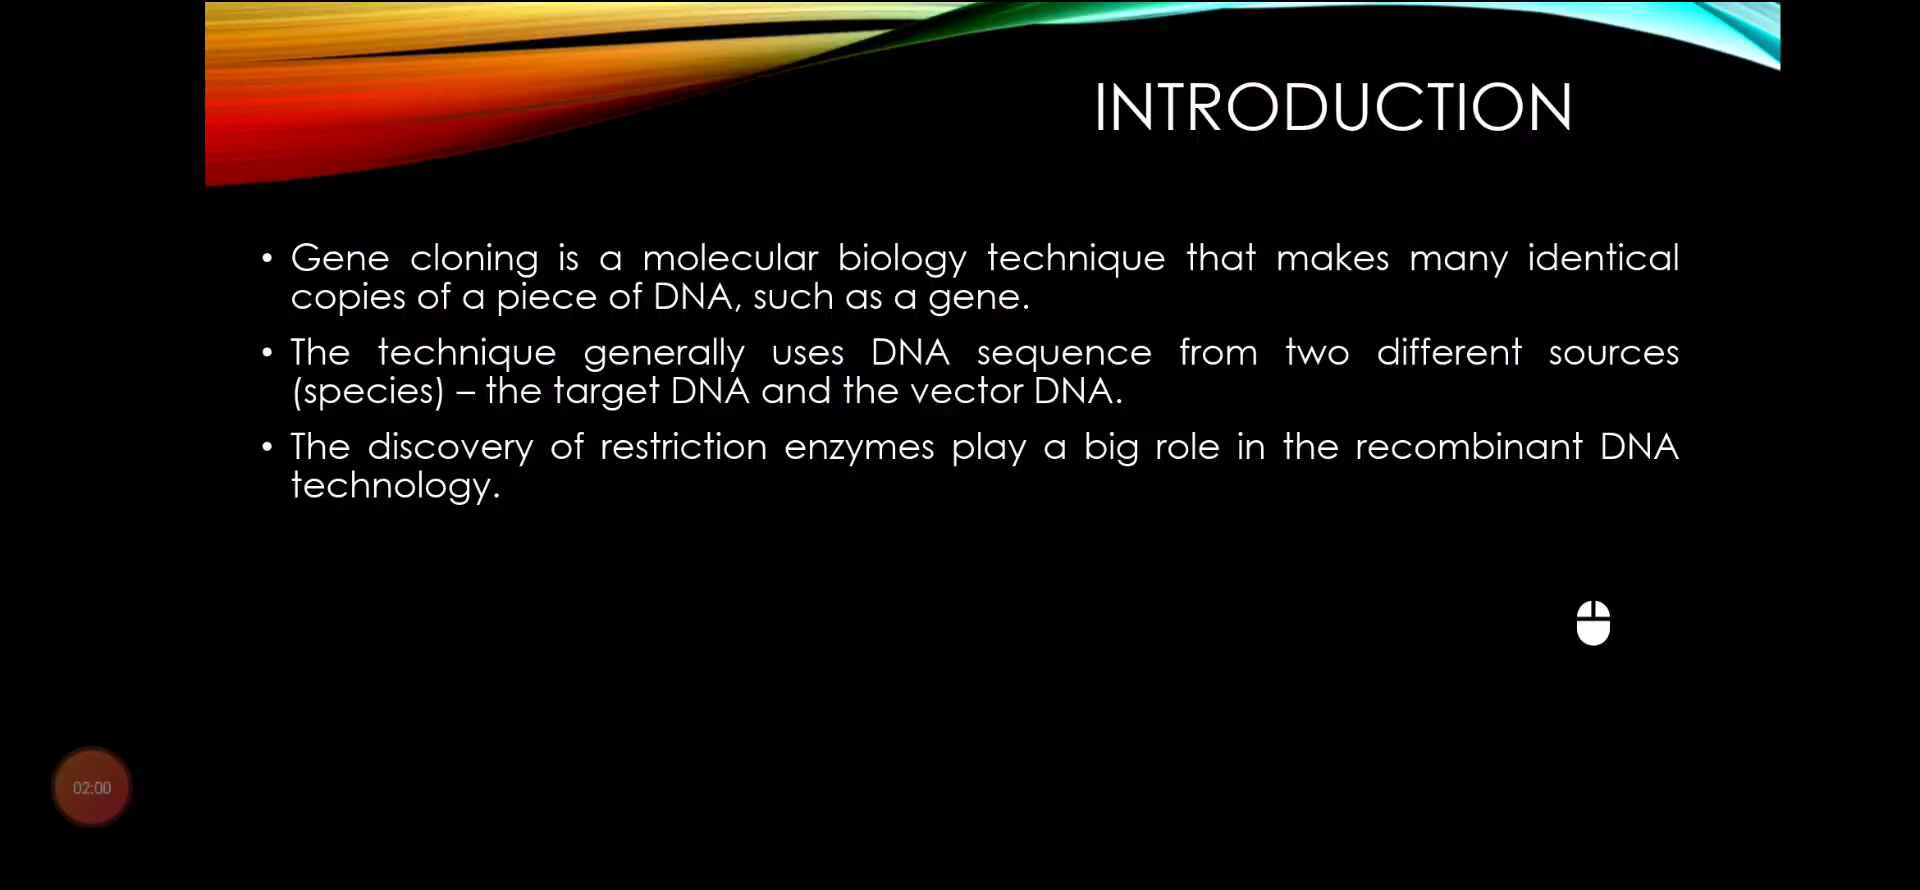 INTRODUCTION
• Gene cloning is a molecular biology technique that makes many identical
copies of a piece of DNA, such as a gene.
• The technique generally uses DNA sequence from two different sources
(species) – the target DNA and the vector DNA.
• The discovery of restriction enzymes play a big role in the recombinant DNA
technology.
02:00